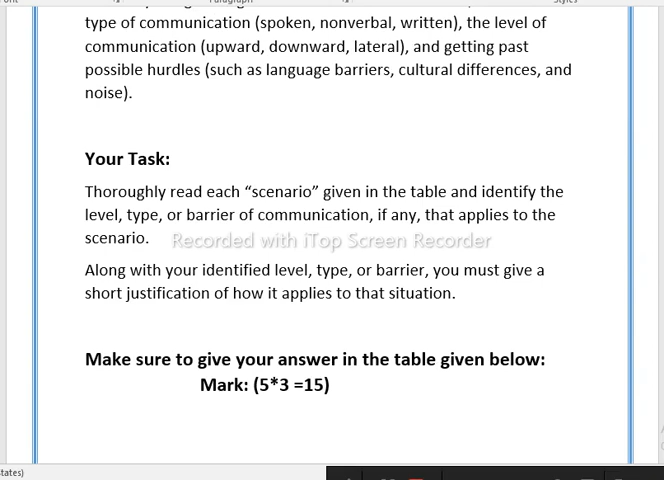 Paragraph
Styles
type of communication (spoken, nonverbal, written), the level of
communication (upward, downward, lateral), and getting past
possible hurdles (such as language barriers, cultural differences, and
noise).
Your Task:
Thoroughly read each “scenario” given in the table and identify the
level, type, or barrier of communication, if any, that applies to the
scenario.
Recorded with iTop Screen Recorder
Along with your identified level, type, or barrier, you must give a
short justification of how it applies to that situation.
Make sure to give your answer in the table given below:
Mark: (5*3 =15)
tates)